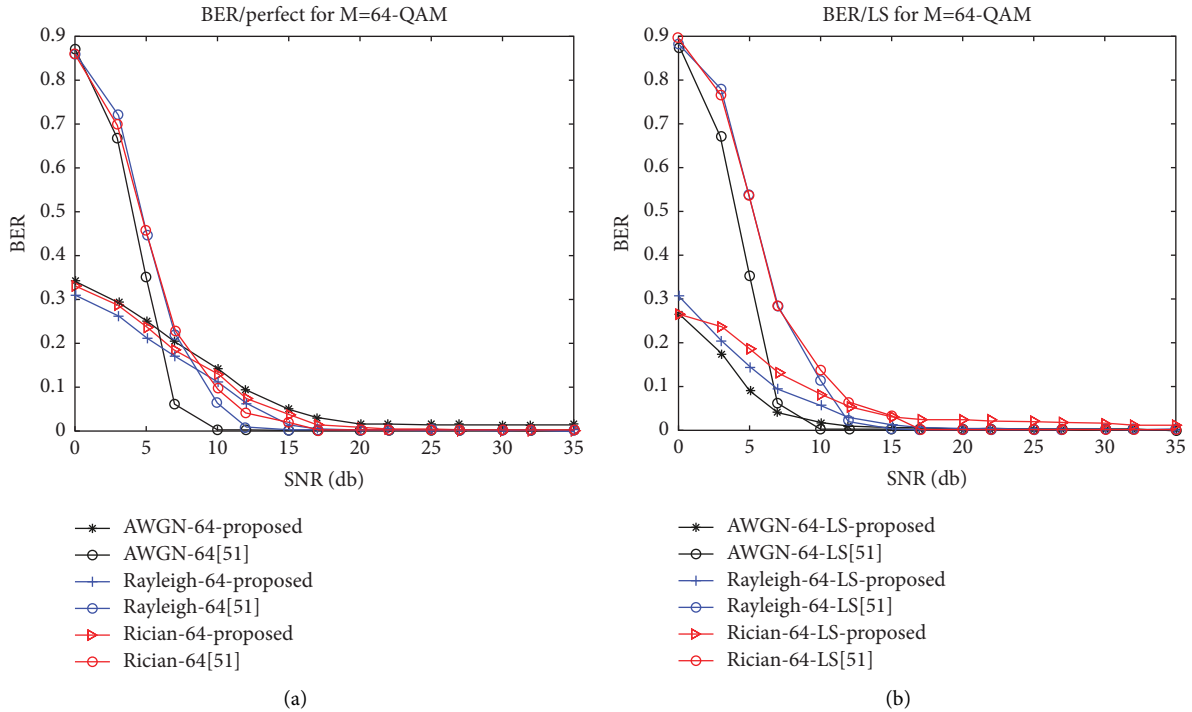 BER/perfect for M=64-QAM
0.9
0.8
0.7
0.6
0.5
0.4
0.3
0.2
0.1
0
BER
0 5 10 15 20 25 30 35
SNR (db)
AWGN-64-proposed
AWGN-64[51]
Rayleigh-64-proposed
Rayleigh-64[51]
Rician-64-proposed
Rician-64[51]
(a)
BER/LS for M=64-QAM
0.9
0.8
0.7
0.6
0.5
0.4
0.3
0.2
0.1
0
BER
0 5 10 15 20 25 30 35
SNR (db)
AWGN-64-LS-proposed
AWGN-64-LS[51]
Rayleigh-64-LS-proposed
Rayleigh-64-LS[51]
Rician-64-LS-proposed
Rician-64-LS[51]
(b)